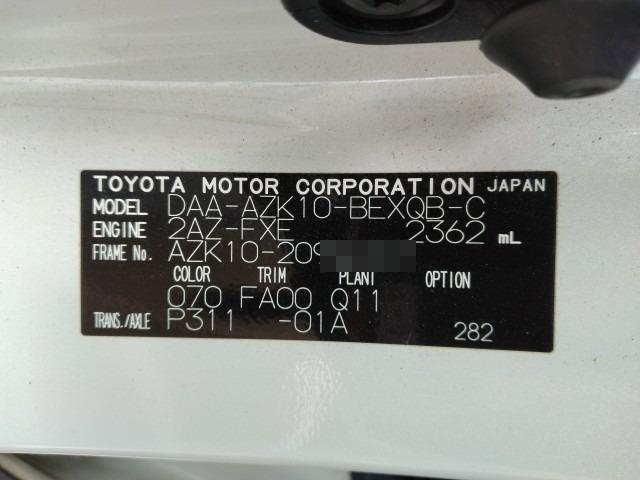 TOYOTA MOTOR CORPORATION JAPAN
MODEL DAA-AZK10-BEXQB-C
ENGINE 2AZ-FXE 2362 mL
FRAME No. AZK10-209
COLOR TRIM PLANT OPTION
070 FA00 Q11
TRANS./AXLE P311 -01A 282